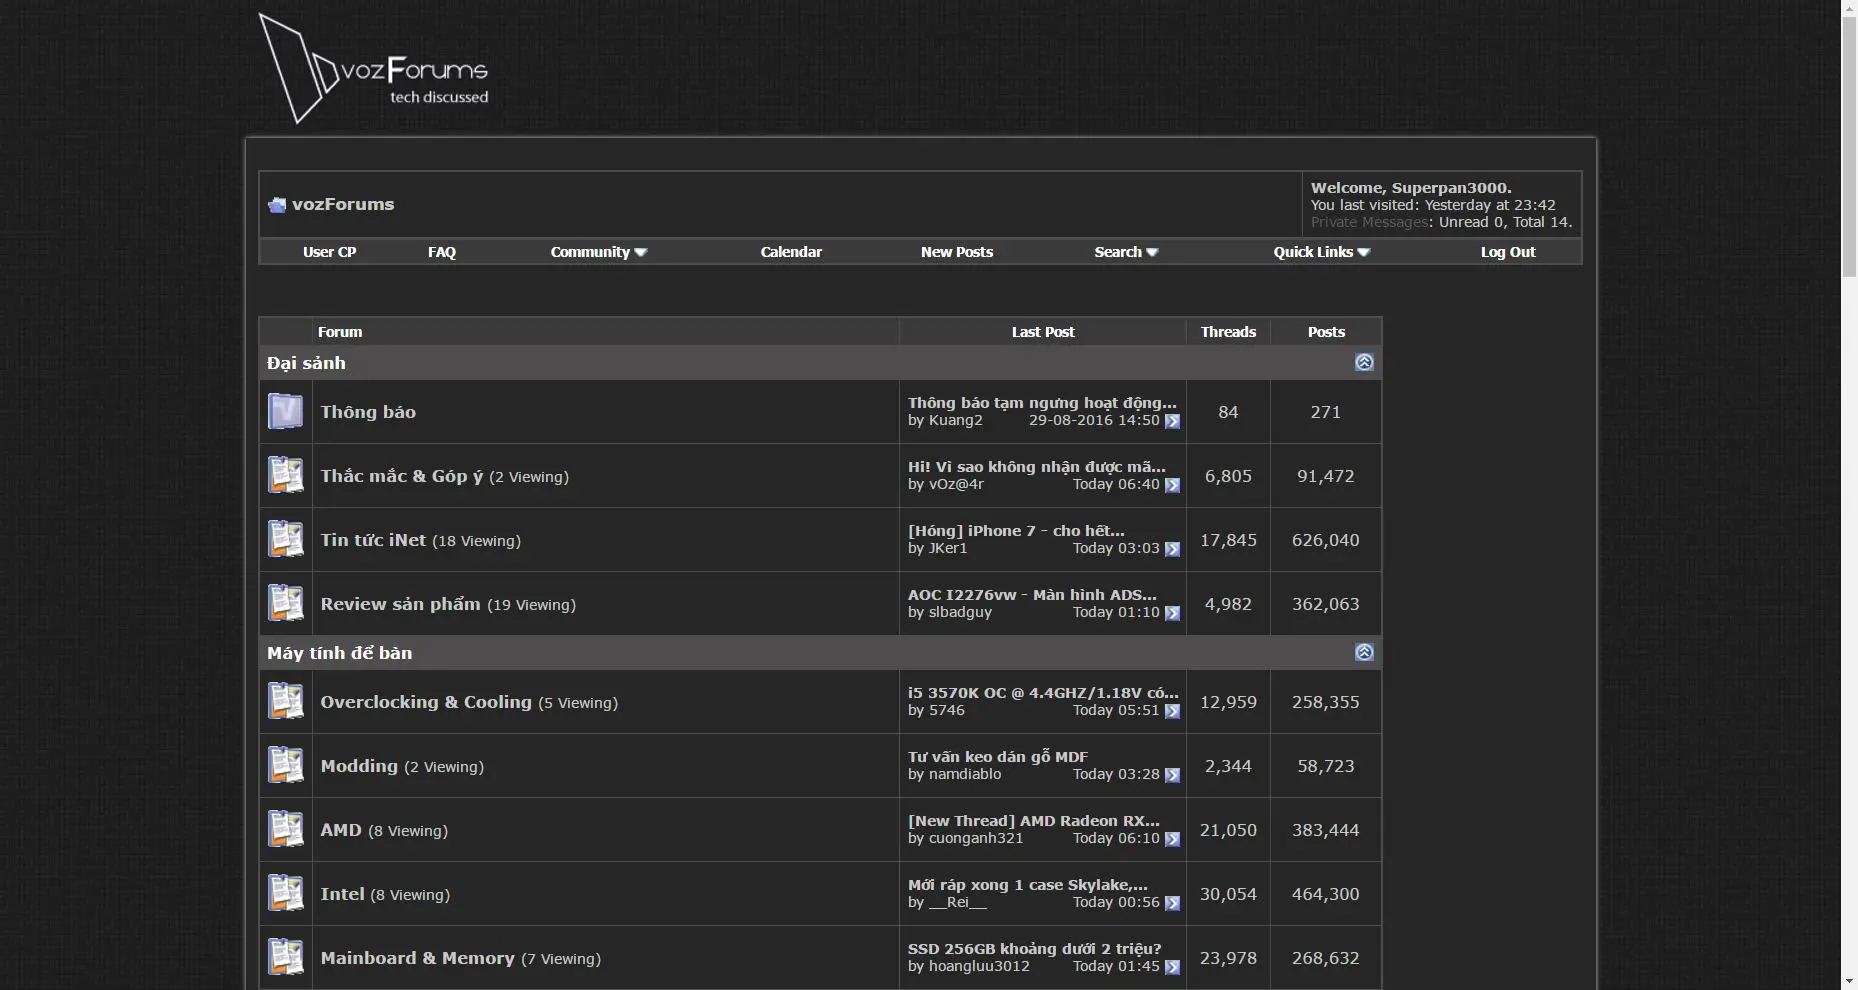 vozForums
tech discussed
vozForums
Welcome, Superpan3000.
You last visited: Yesterday at 23:42
Private Messages: Unread 0, Total 14.
User CP FAQ Community Calendar New Posts Search Quick Links Log Out
Forum Last Post Threads Posts
Đại sảnh
Thông báo
Thông báo tạm ngưng hoạt động...
by Kuang2 29-08-2016 14:50
84 271
Thắc mắc & Góp ý (2 Viewing)
Hi! Vì sao không nhận được mã...
by vOz@4r Today 06:40
6,805 91,472
Tin tức iNet (18 Viewing)
[Hóng] iPhone 7 - cho hết...
by JKer1 Today 03:03
17,845 626,040
Review sản phẩm (19 Viewing)
AOC I2276vw - Màn hình ADS...
by slbadguy Today 01:10
4,982 362,063
Máy tính để bàn
Overclocking & Cooling (5 Viewing)
i5 3570K OC @ 4.4GHZ/1.18V có...
by 5746 Today 05:51
12,959 258,355
Modding (2 Viewing)
Tư vấn keo dán gỗ MDF
by namdiablo Today 03:28
2,344 58,723
AMD (8 Viewing)
[New Thread] AMD Radeon RX...
by cuonganh321 Today 06:10
21,050 383,444
Intel (8 Viewing)
Mới ráp xong 1 case Skylake,...
by __Rei__ Today 00:56
30,054 464,300
Mainboard & Memory (7 Viewing)
SSD 256GB khoảng dưới 2 triệu?
by hoangluu3012 Today 01:45
23,978 268,632